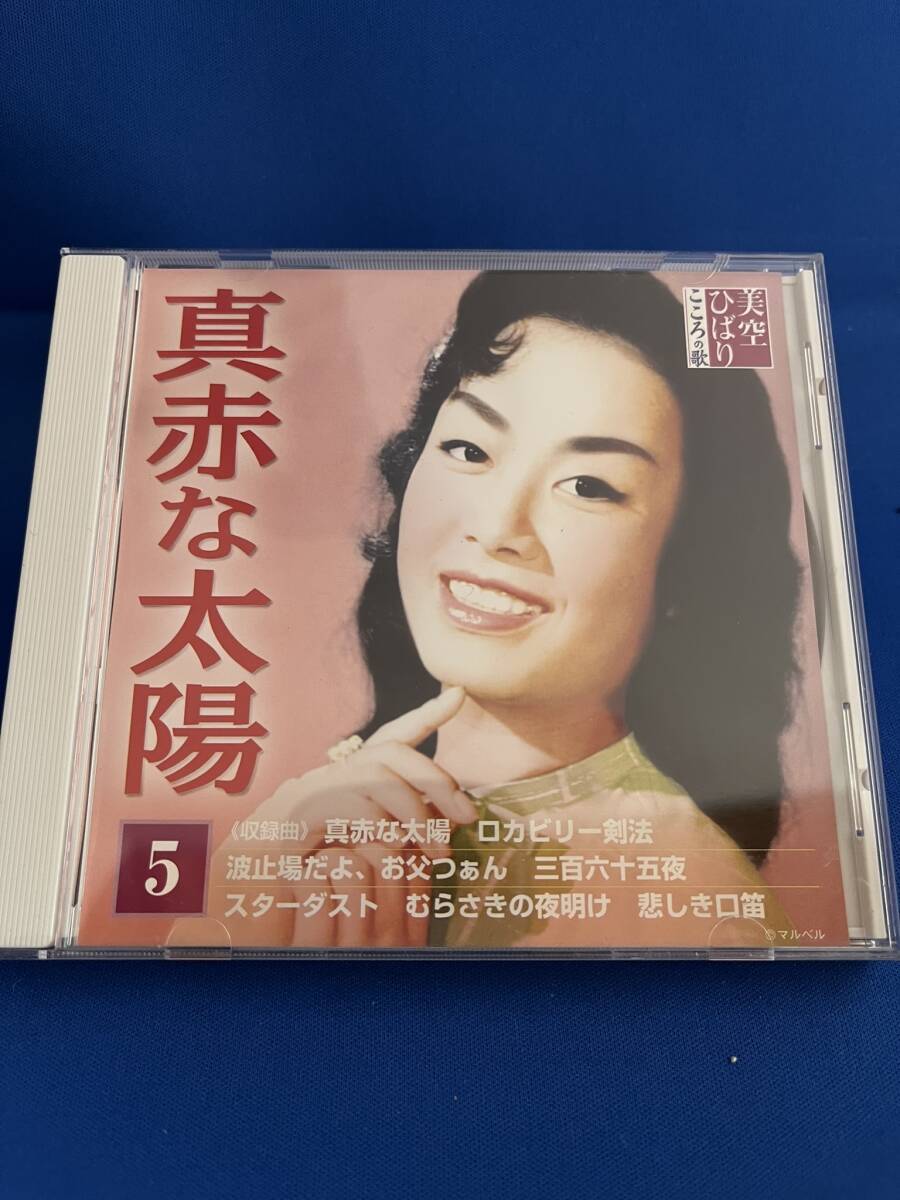 真赤な太陽
美空
ひばり
こころの歌
5
《収録曲》 真赤な太陽 ロカビリー剣法
波止場だよ、お父つぁん 三百六十五夜
スターダスト むらさきの夜明け 悲しき口笛
©マルベル